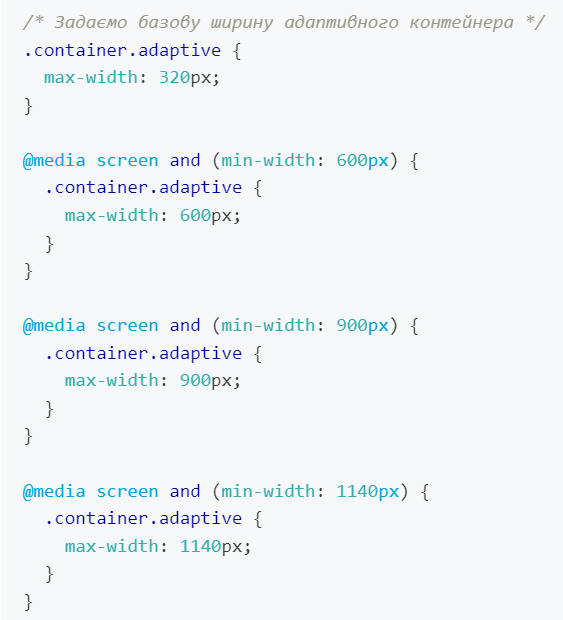 /* Задаємо базову ширину адаптивного контейнера */
.container.adaptive {
  max-width: 320px;
}

@media screen and (min-width: 600px) {
  .container.adaptive {
    max-width: 600px;
  }
}

@media screen and (min-width: 900px) {
  .container.adaptive {
    max-width: 900px;
  }
}

@media screen and (min-width: 1140px) {
  .container.adaptive {
    max-width: 1140px;
  }
}